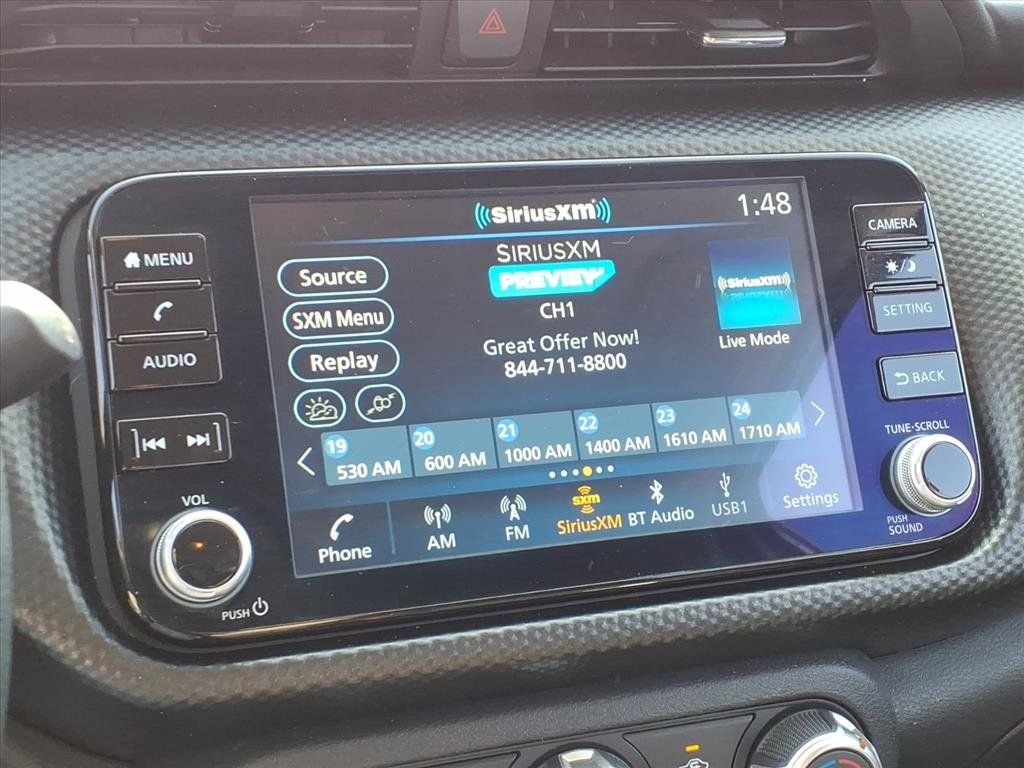 SiriusXM
1:48
CAMERA
MENU
SETTING
AUDIO
BACK
TUNE·SCROLL
VOL
PUSH
PUSH
SOUND
Source
SXM Menu
Replay
SIRIUSXM
PREVIEW
CH1
Great Offer Now!
844-711-8800
SiriusXM
Live Mode
19 20 21 22 23 24
530 AM 600 AM 1000 AM 1400 AM 1610 AM 1710 AM
sxm
Phone AM FM SiriusXM BT Audio USB1 Settings